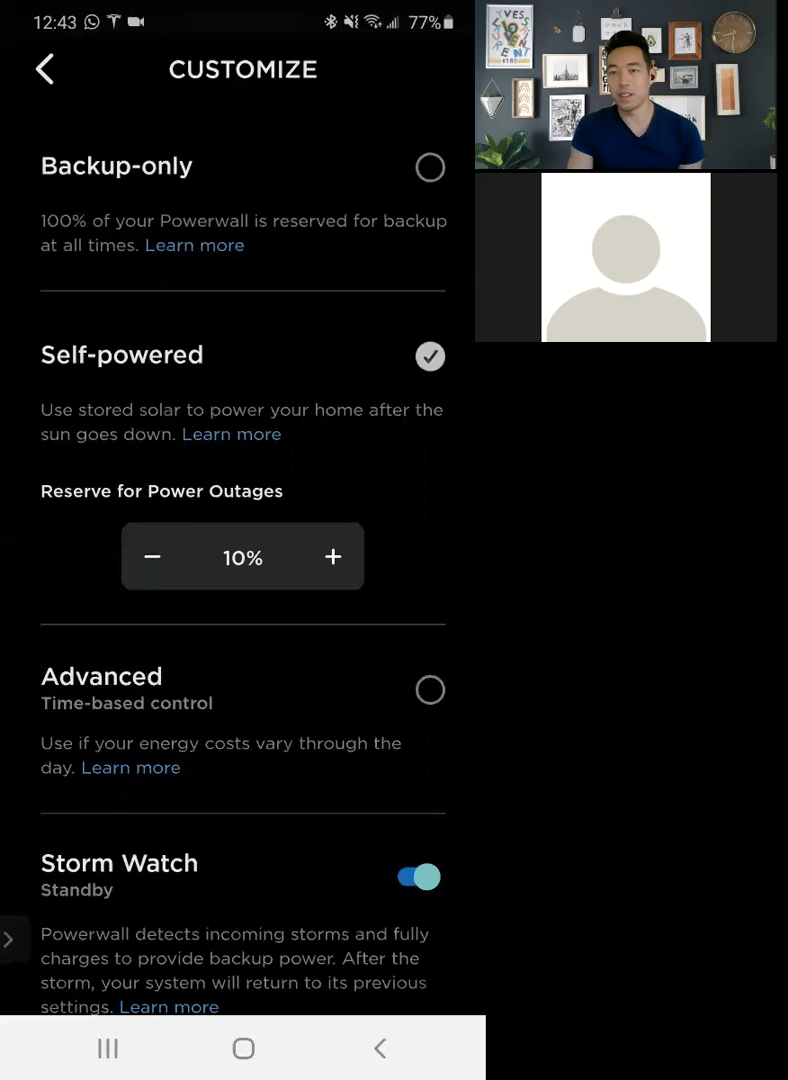 12:43
77%
CUSTOMIZE
Backup-only
100% of your Powerwall is reserved for backup
at all times. Learn more
Self-powered
Use stored solar to power your home after the
sun goes down. Learn more
Reserve for Power Outages
− 10% +
Advanced
Time-based control
Use if your energy costs vary through the
day. Learn more
Storm Watch
Standby
Powerwall detects incoming storms and fully
charges to provide backup power. After the
storm, your system will return to its previous
settings. Learn more
YVES